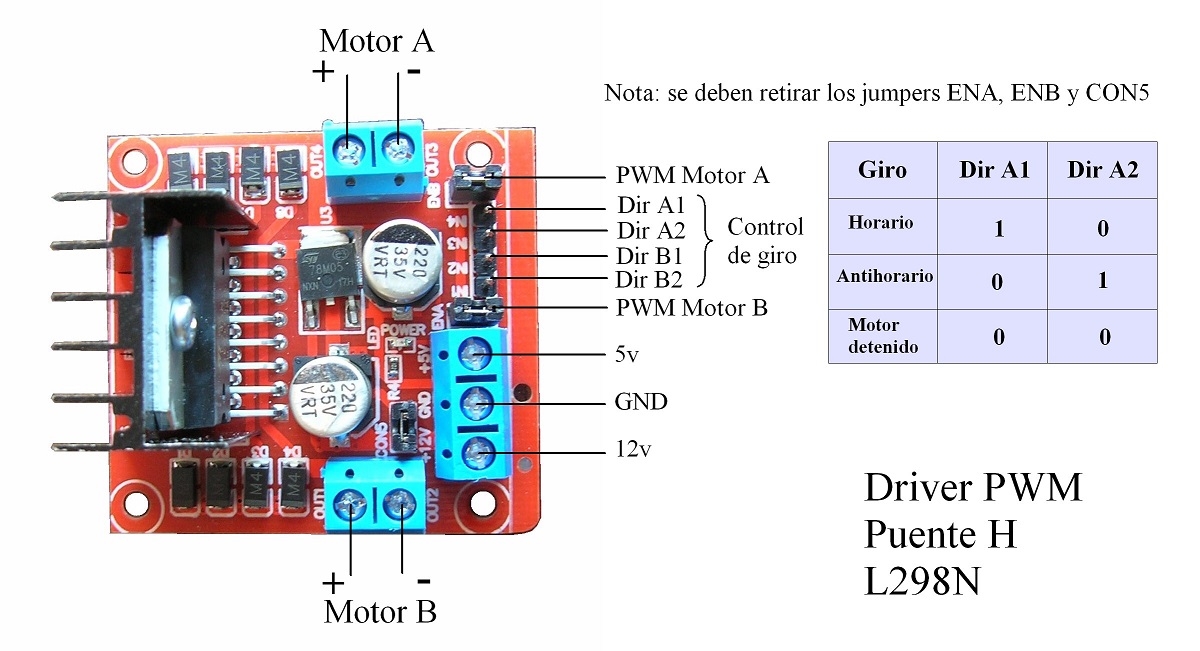 Motor A
+ -
Nota: se deben retirar los jumpers ENA, ENB y CON5
OUT4
OUT3
ENB
M4 M4 M4 M4
U3
78M05
NXN 17H
220
35V
VRT
IN4
IN3
IN2
ENA
PWM Motor A
Dir A1
Dir A2
Dir B1
Dir B2
Control
de giro
PWM Motor B
5v
GND
12v
Giro Dir A1 Dir A2
Horario 1 0
Antihorario 0 1
Motor
detenido 0 0
POWER
LED
+5V
R4
GND
220
35V
VRT
CON5
+12V
M4 M4
OUT1
OUT2
+ -
Motor B
Driver PWM
Puente H
L298N